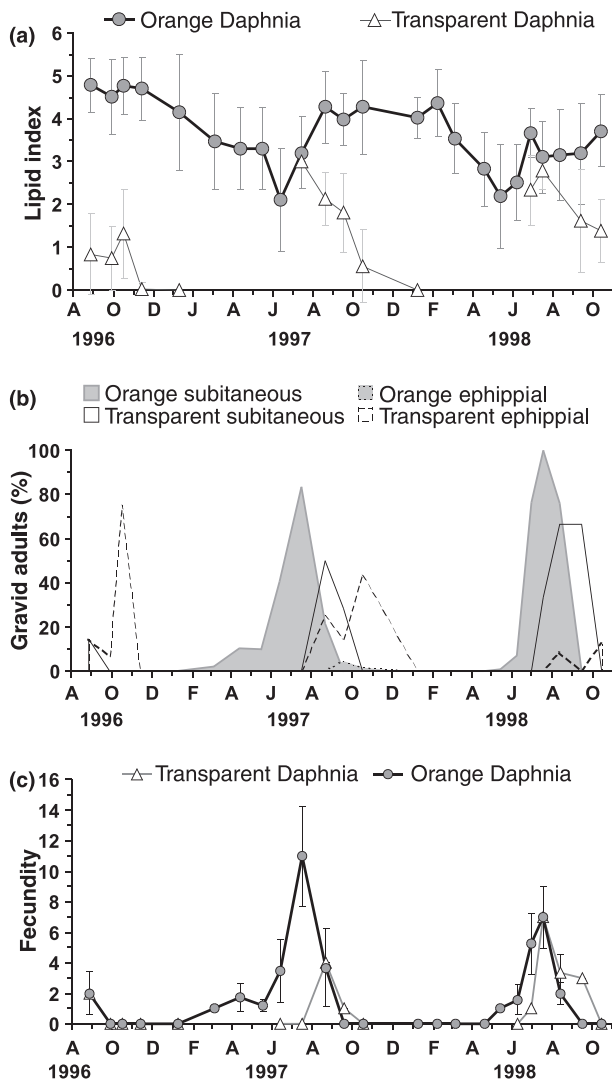 (a)
Orange Daphnia Transparent Daphnia
6
5
4
3
2
1
0
Lipid index
A O D F A J A O D F A J A O
1996 1997 1998
(b)
Orange subitaneous Orange ephippial
Transparent subitaneous Transparent ephippial
100
80
60
40
20
0
Gravid adults (%)
A O D F A J A O D F A J A O
1996 1997 1998
(c)
Transparent Daphnia Orange Daphnia
16
14
12
10
8
6
4
2
0
Fecundity
A O D F A J A O D F A J A O
1996 1997 1998